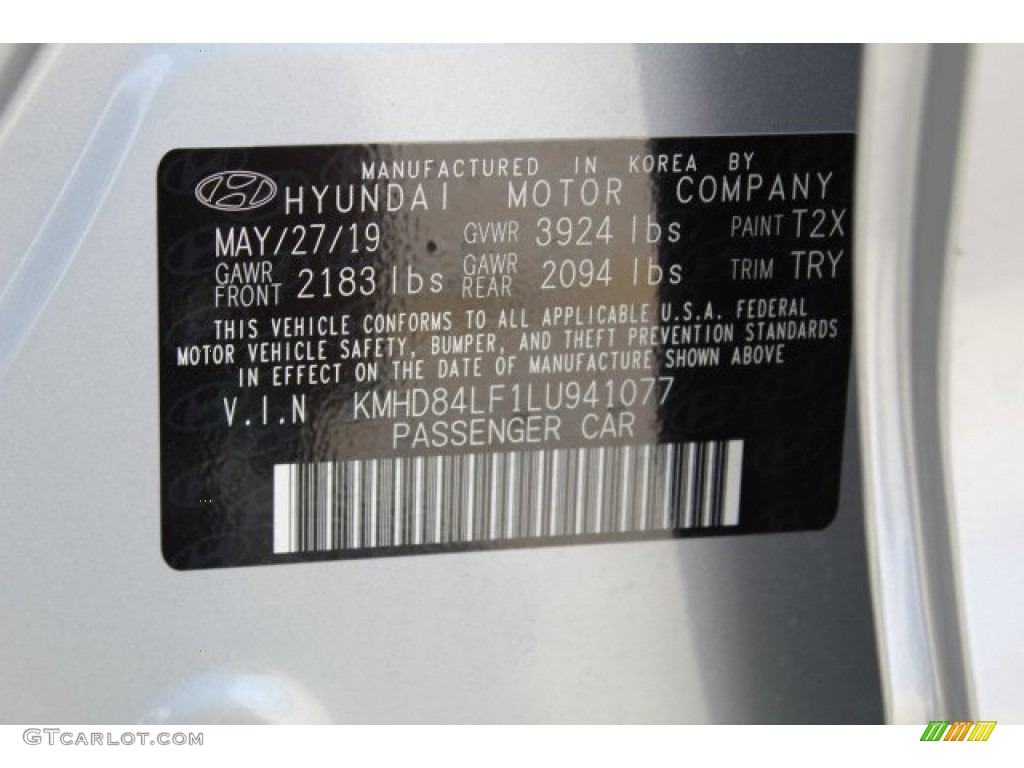 MANUFACTURED IN KOREA BY
HYUNDAI MOTOR COMPANY
MAY/27/19 GVWR 3924 lbs PAINT T2X
GAWR FRONT 2183 lbs GAWR REAR 2094 lbs TRIM TRY
THIS VEHICLE CONFORMS TO ALL APPLICABLE U.S.A. FEDERAL
MOTOR VEHICLE SAFETY, BUMPER, AND THEFT PREVENTION STANDARDS
IN EFFECT ON THE DATE OF MANUFACTURE SHOWN ABOVE
V.I.N KMHD84LF1LU941077
PASSENGER CAR
GTCARLOT.COM